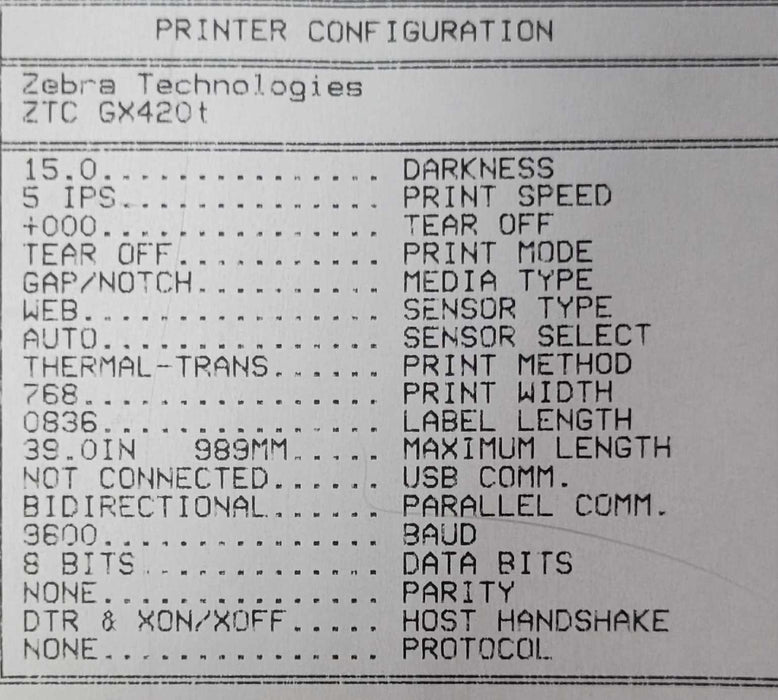 PRINTER CONFIGURATION
Zebra Technologies
ZTC GX420t
15.0............... DARKNESS
5 IPS.............. PRINT SPEED
+000............... TEAR OFF
TEAR OFF........... PRINT MODE
GAP/NOTCH.......... MEDIA TYPE
WEB................ SENSOR TYPE
AUTO............... SENSOR SELECT
THERMAL-TRANS...... PRINT METHOD
768................ PRINT WIDTH
0836............... LABEL LENGTH
39.0IN   989MM..... MAXIMUM LENGTH
NOT CONNECTED...... USB COMM.
BIDIRECTIONAL...... PARALLEL COMM.
9600............... BAUD
8 BITS............. DATA BITS
NONE............... PARITY
DTR & XON/XOFF..... HOST HANDSHAKE
NONE............... PROTOCOL